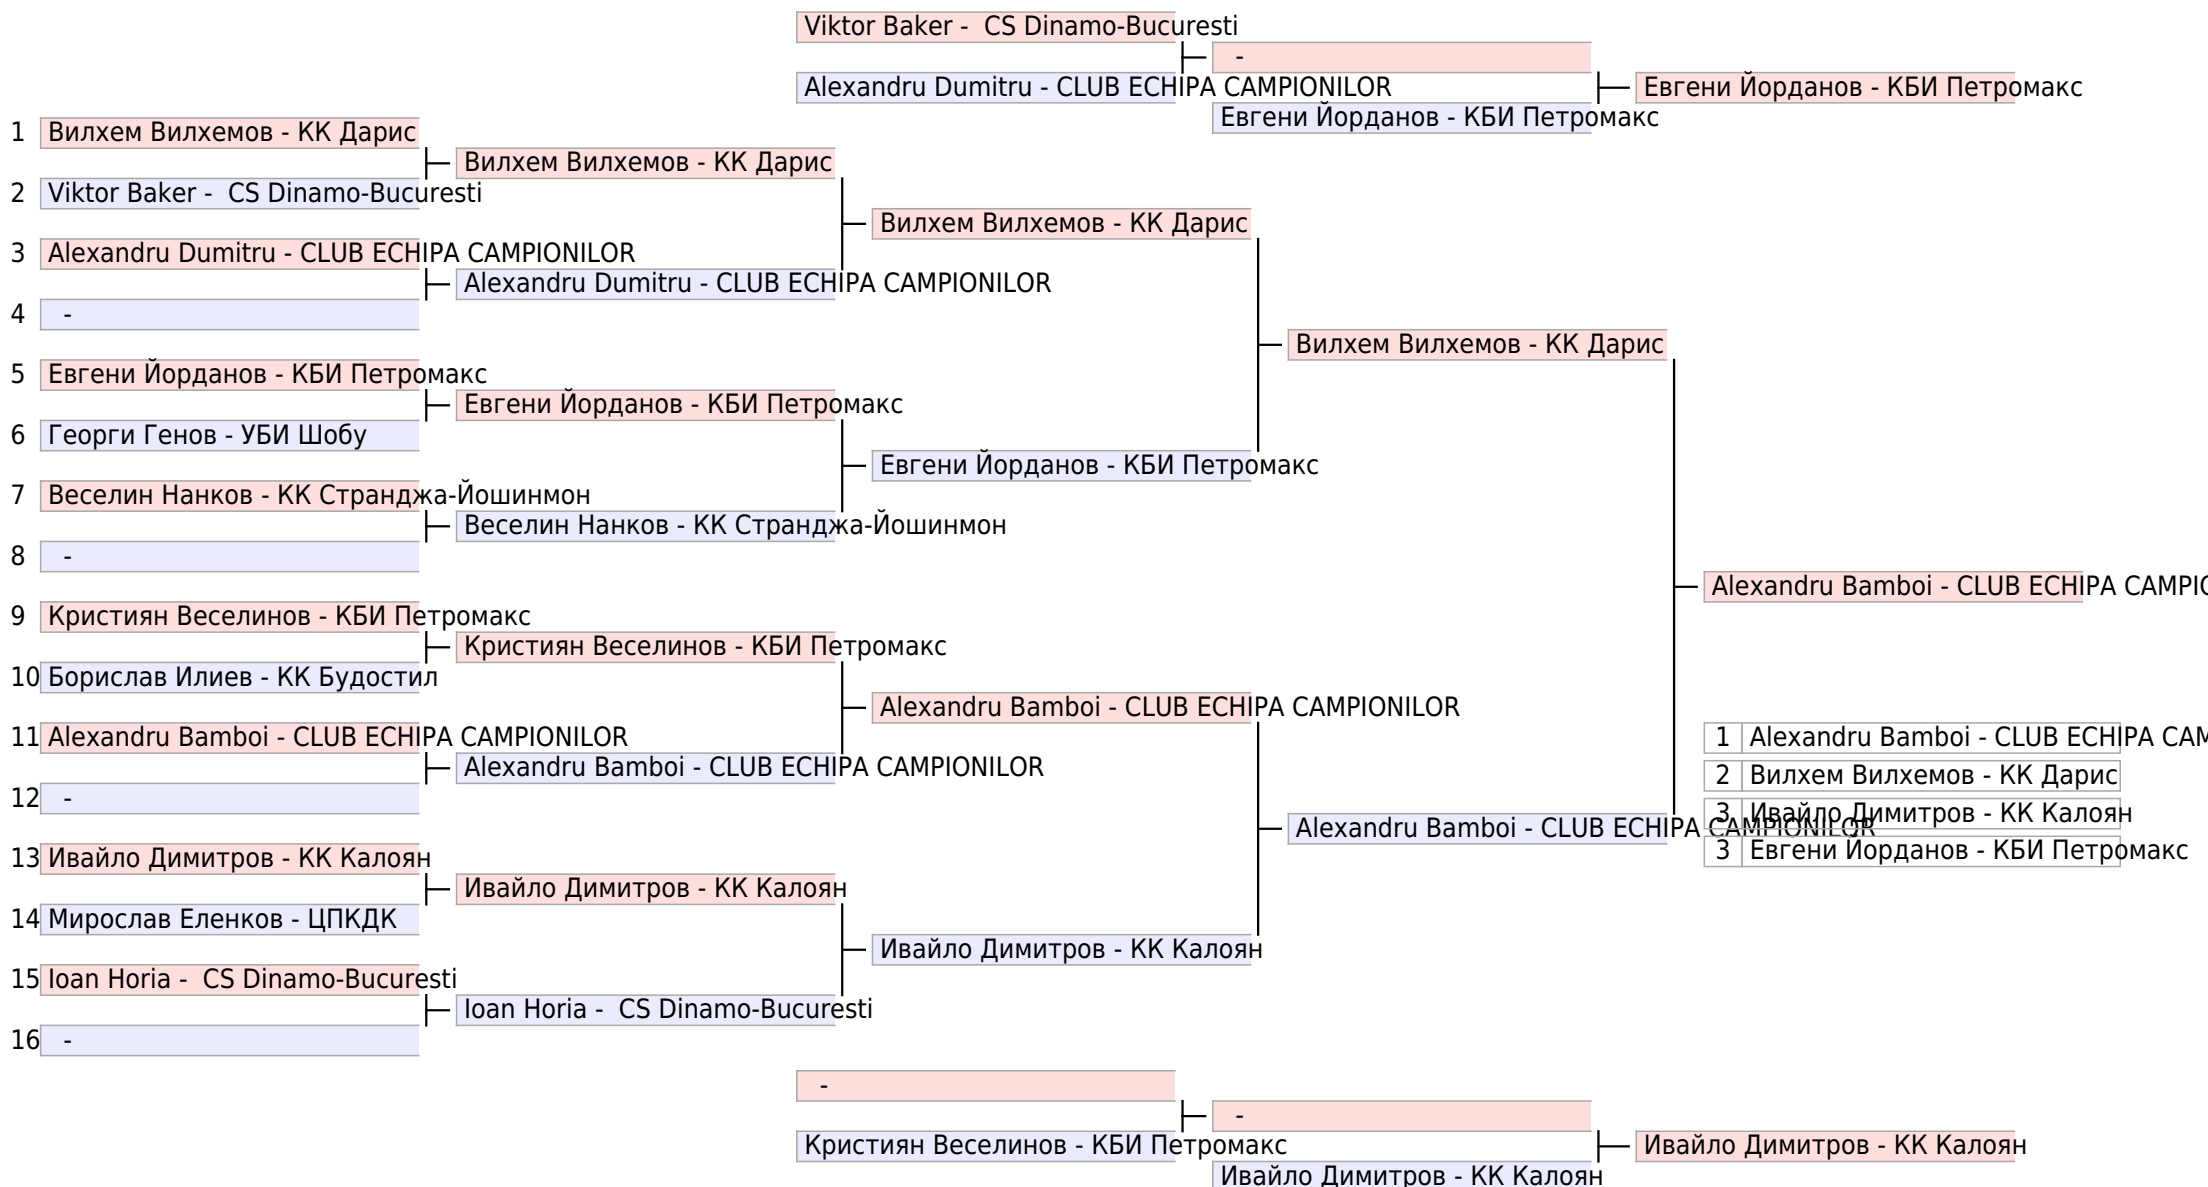 Viktor Baker -  CS Dinamo-Bucuresti
-
Alexandru Dumitru - CLUB ECHIPA CAMPIONILOR
Евгени Йорданов - КБИ Петромакс
Евгени Йорданов - КБИ Петромакс
1 Вилхем Вилхемов - КК Дарис
Вилхем Вилхемов - КК Дарис
2 Viktor Baker -  CS Dinamo-Bucuresti
Вилхем Вилхемов - КК Дарис
3 Alexandru Dumitru - CLUB ECHIPA CAMPIONILOR
Alexandru Dumitru - CLUB ECHIPA CAMPIONILOR
4 -
Вилхем Вилхемов - КК Дарис
5 Евгени Йорданов - КБИ Петромакс
Евгени Йорданов - КБИ Петромакс
6 Георги Генов - УБИ Шобу
Евгени Йорданов - КБИ Петромакс
7 Веселин Нанков - КК Странджа-Йошинмон
Веселин Нанков - КК Странджа-Йошинмон
8 -
Alexandru Bamboi - CLUB ECHIPA CAMPIO
9 Кристиян Веселинов - КБИ Петромакс
Кристиян Веселинов - КБИ Петромакс
10 Борислав Илиев - КК Будостил
Alexandru Bamboi - CLUB ECHIPA CAMPIONILOR
11 Alexandru Bamboi - CLUB ECHIPA CAMPIONILOR
Alexandru Bamboi - CLUB ECHIPA CAMPIONILOR
12 -
Alexandru Bamboi - CLUB ECHIPA CAMPIONILOR
1 Alexandru Bamboi - CLUB ECHIPA CAM
2 Вилхем Вилхемов - КК Дарис
3 Ивайло Димитров - КК Калоян
3 Евгени Йорданов - КБИ Петромакс
13 Ивайло Димитров - КК Калоян
Ивайло Димитров - КК Калоян
14 Мирослав Еленков - ЦПКДК
Ивайло Димитров - КК Калоян
15 Ioan Horia -  CS Dinamo-Bucuresti
Ioan Horia -  CS Dinamo-Bucuresti
16 -
-
-
Кристиян Веселинов - КБИ Петромакс
Ивайло Димитров - КК Калоян
Ивайло Димитров - КК Калоян